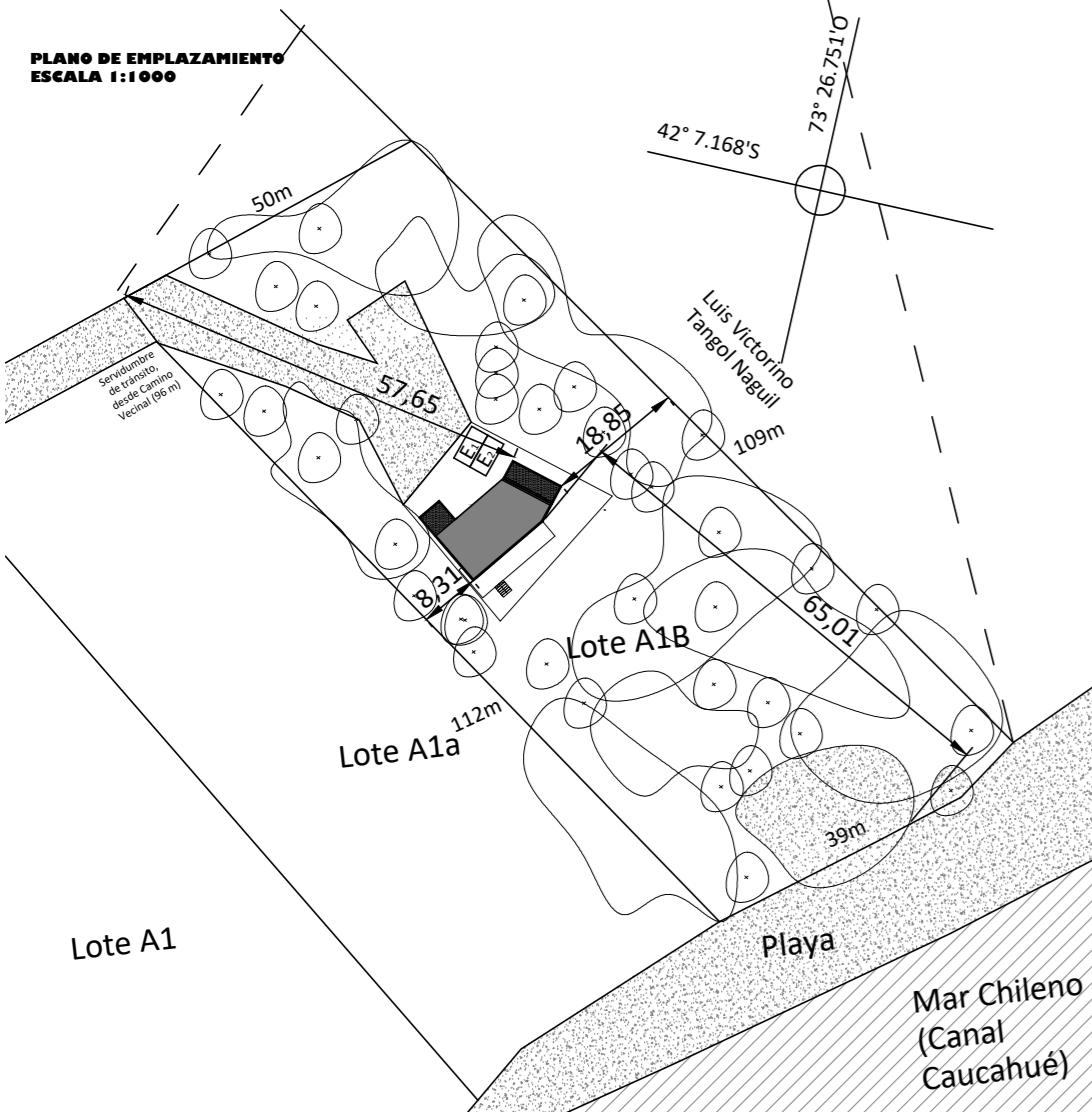 PLANO DE EMPLAZAMIENTO
ESCALA 1:1000
73° 26.751'O
42° 7.168'S
50m
Luis Victorino
Tangol Naguil
Servidumbre
de tránsito,
desde Camino
Vecinal (96 m)
57,65
18,85
109m
E1
E2
8,31
65,01
Lote A1B
112m
Lote A1a
39m
Lote A1
Playa
Mar Chileno
(Canal
Caucahué)